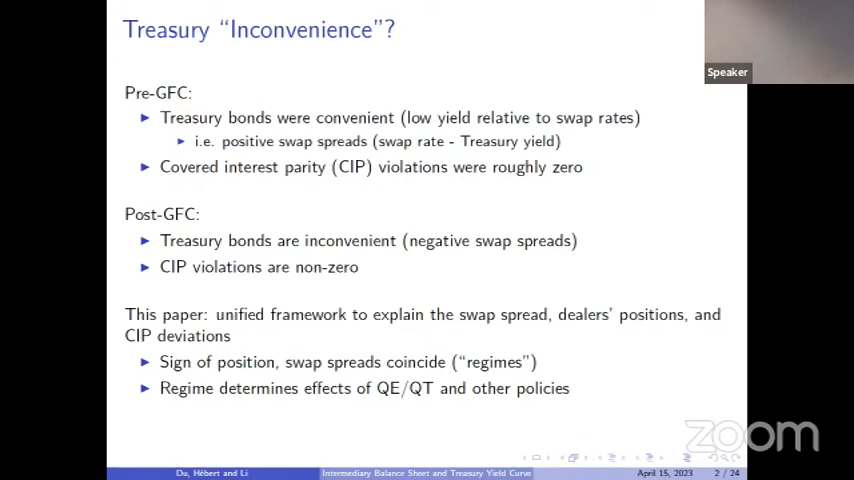 Treasury “Inconvenience”?
Speaker
Pre-GFC:
Treasury bonds were convenient (low yield relative to swap rates)
i.e. positive swap spreads (swap rate - Treasury yield)
Covered interest parity (CIP) violations were roughly zero
Post-GFC:
Treasury bonds are inconvenient (negative swap spreads)
CIP violations are non-zero
This paper: unified framework to explain the swap spread, dealers’ positions, and
CIP deviations
Sign of position, swap spreads coincide (“regimes”)
Regime determines effects of QE/QT and other policies
zoom
Du, Hébert and Li
Intermediary Balance Sheet and Treasury Yield Curve
April 15, 2023
2 / 24